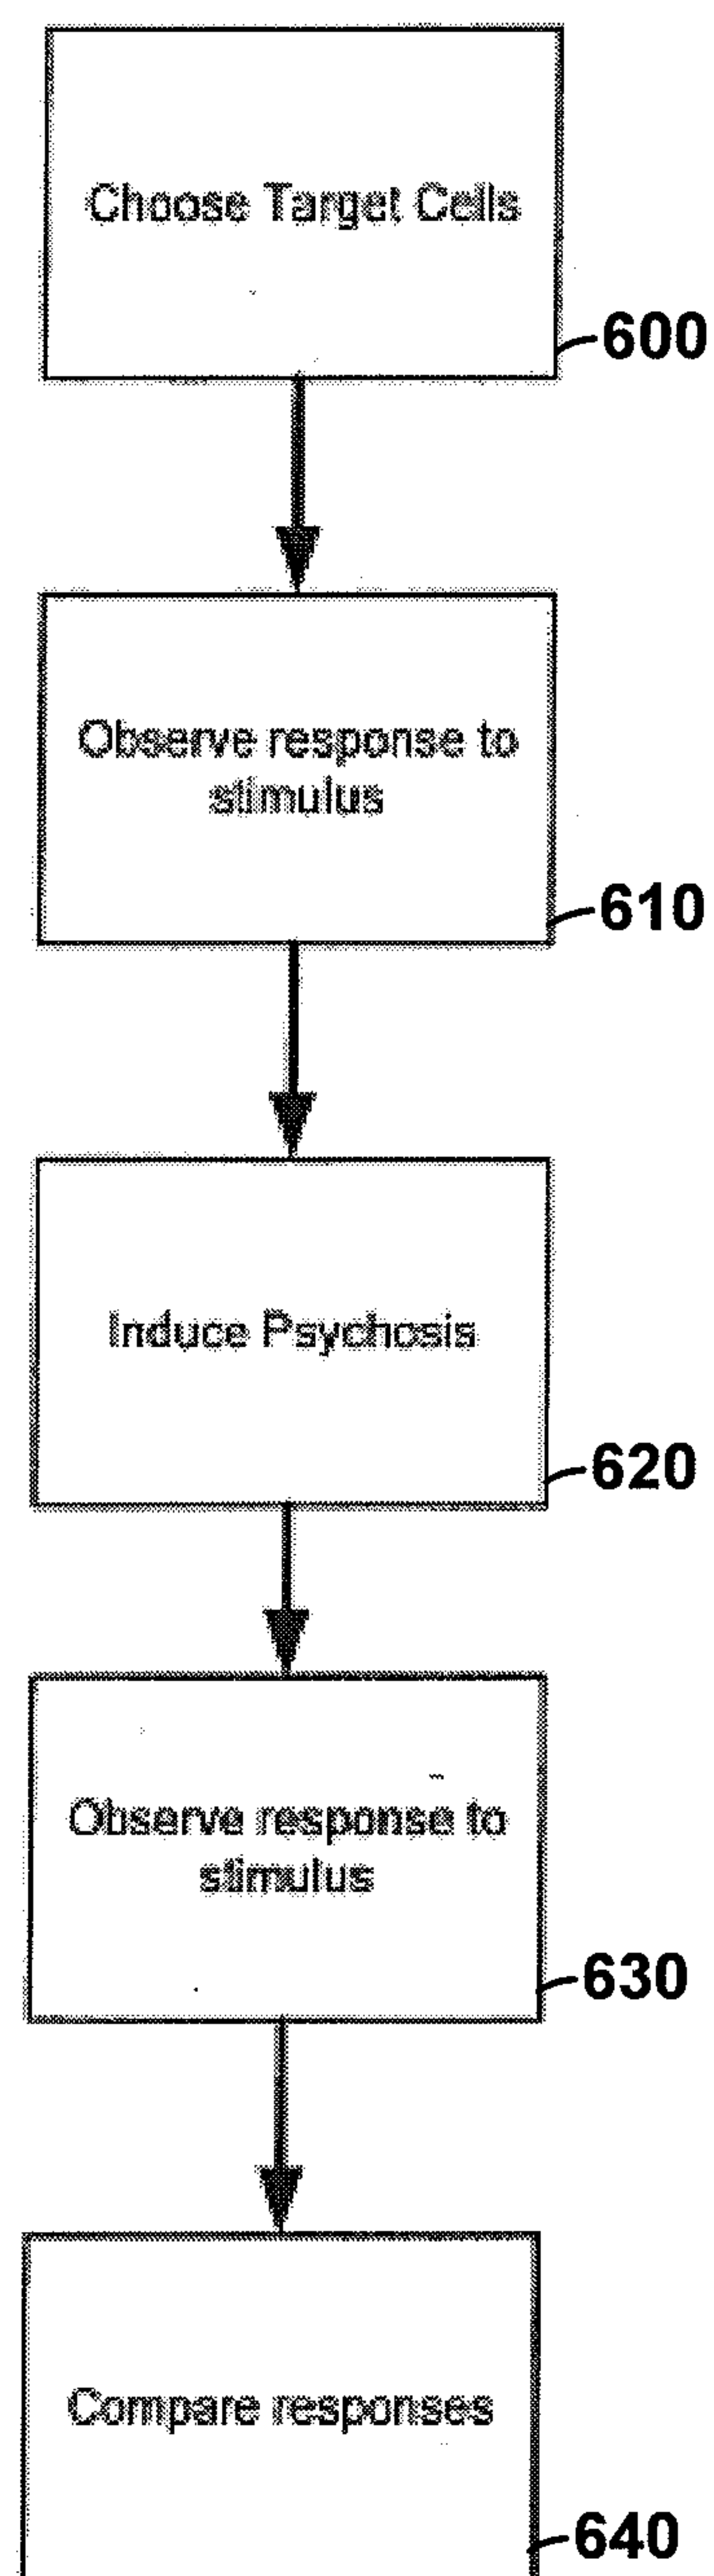 Choose Target Cells
600
Observe response to
stimulus
610
Induce Psychosis
620
Observe response to
stimulus
630
Compare responses
640